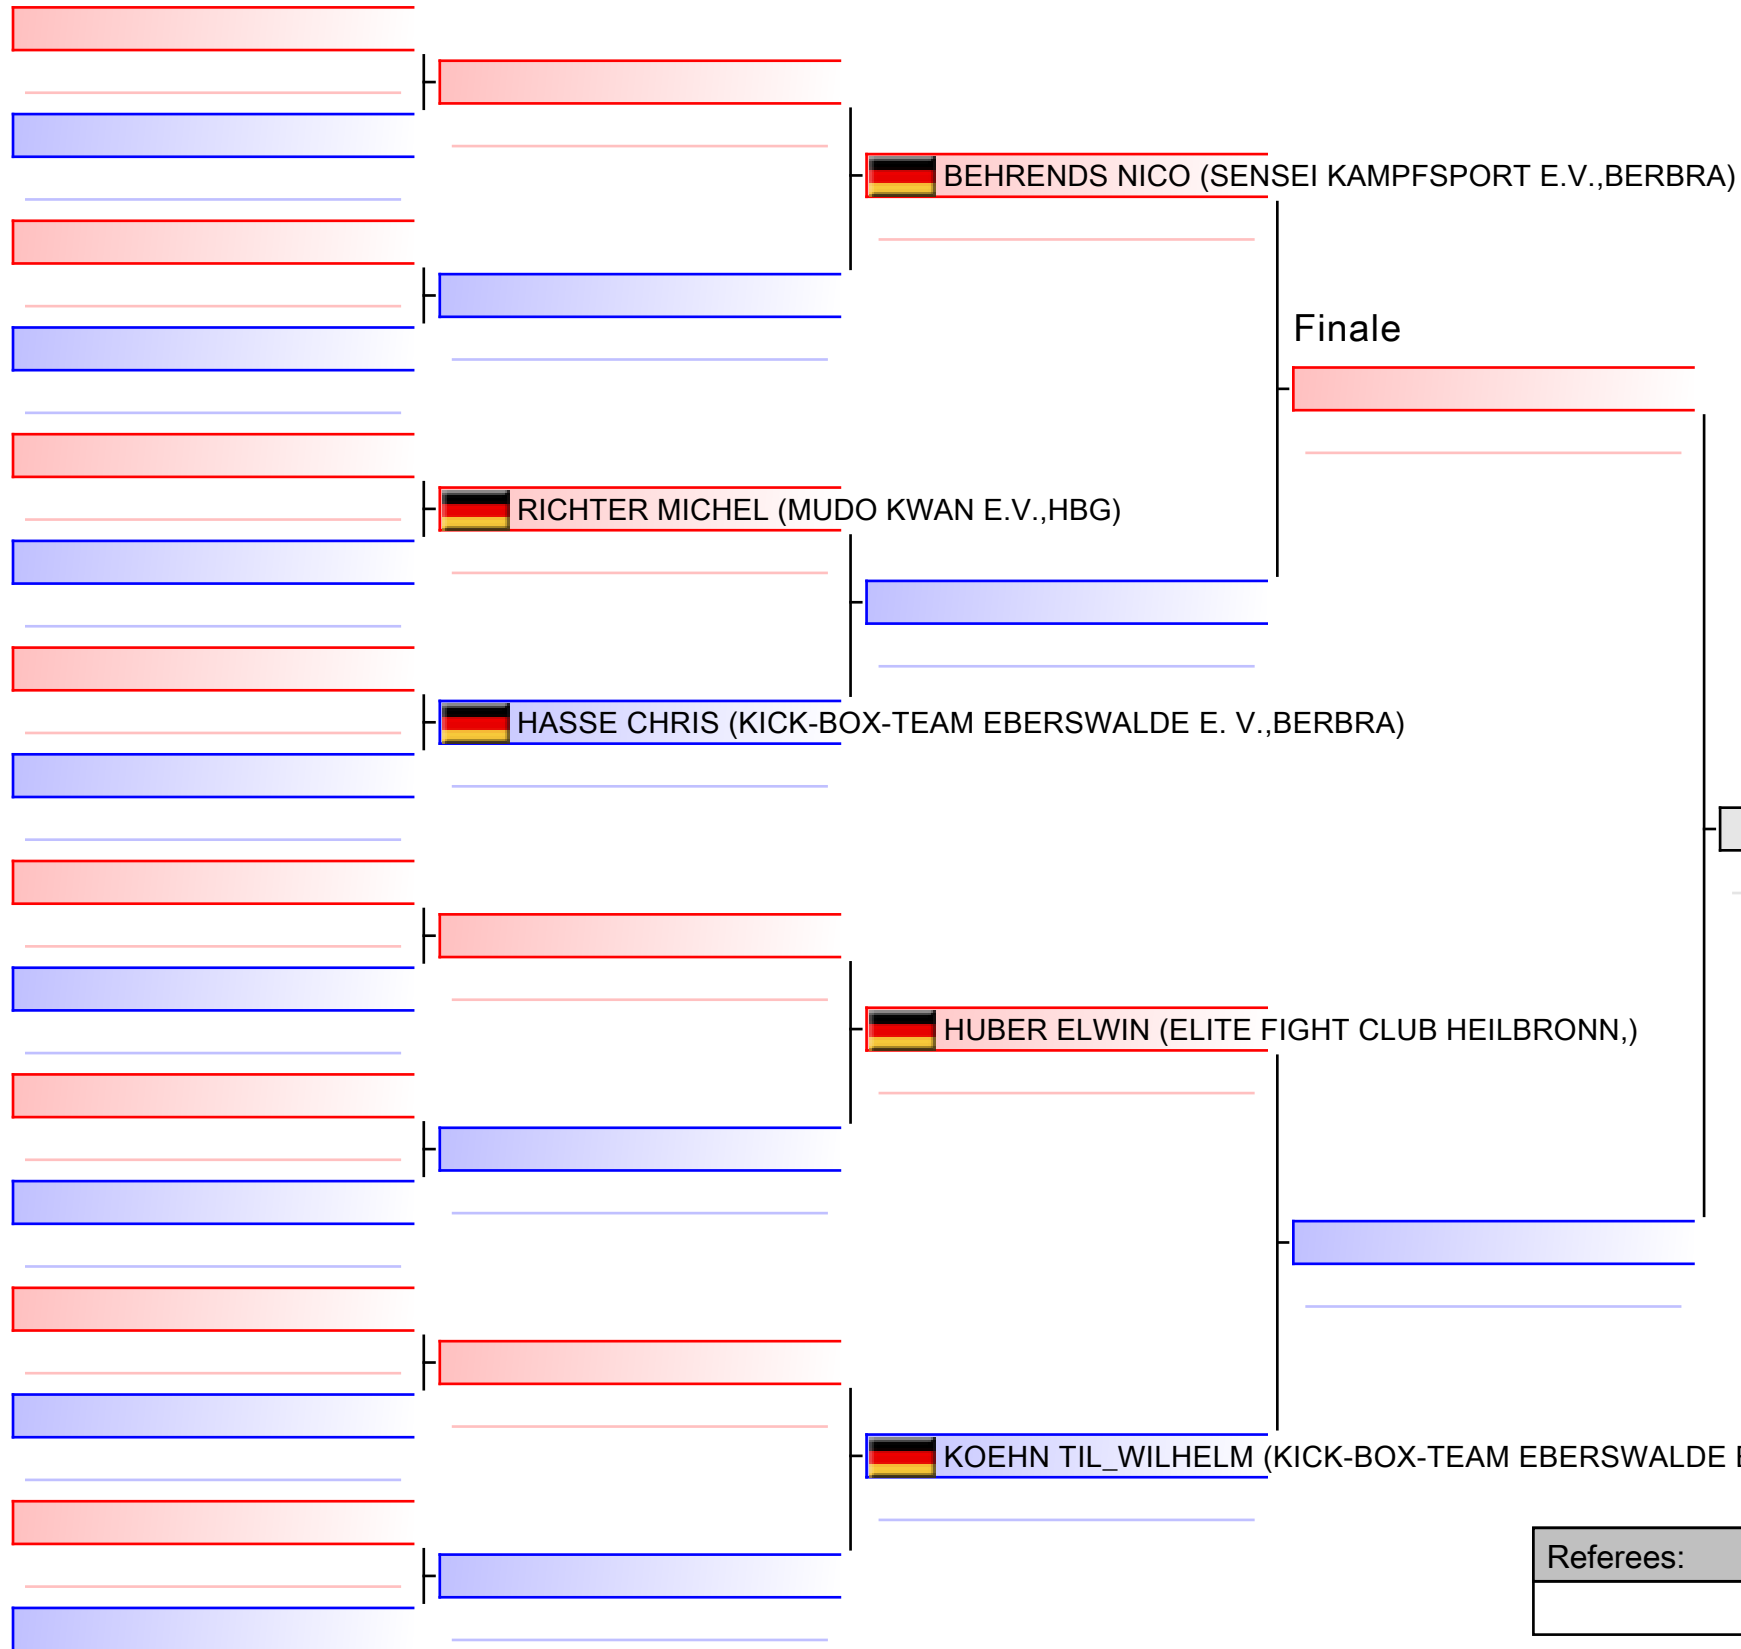 BEHRENDS NICO (SENSEI KAMPFSPORT E.V.,BERBRA)
Finale
RICHTER MICHEL (MUDO KWAN E.V.,HBG)
HASSE CHRIS (KICK-BOX-TEAM EBERSWALDE E. V.,BERBRA)
HUBER ELWIN (ELITE FIGHT CLUB HEILBRONN,)
KOEHN TIL_WILHELM (KICK-BOX-TEAM EBERSWALDE E
Referees: